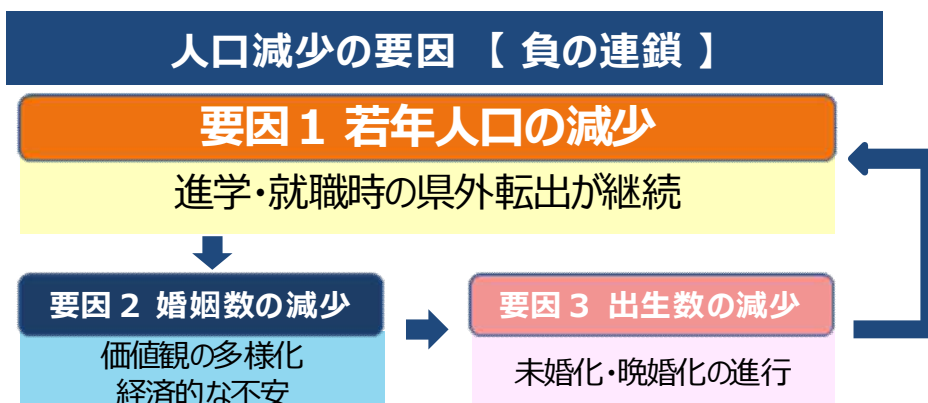 人口減少の要因 【 負の連鎖 】
要因１ 若年人口の減少
進学・就職時の県外転出が継続
要因２ 婚姻数の減少
価値観の多様化
経済的な不安
要因３ 出生数の減少
未婚化・晩婚化の進行